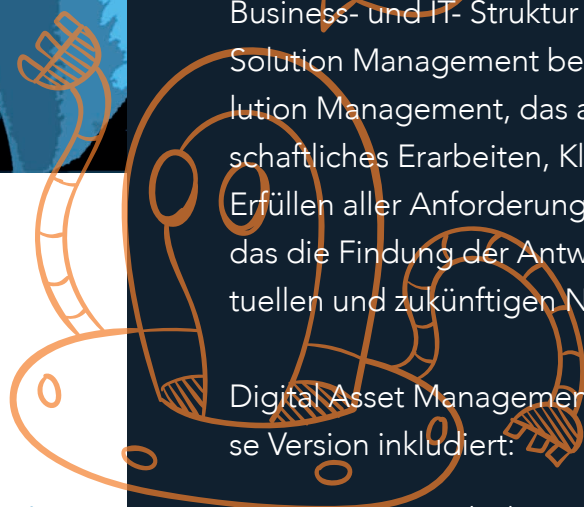 Business- und IT- Struktur
Solution Management be
lution Management, das a
schaftliches Erarbeiten, Kl
Erfüllen aller Anforderung
das die Findung der Antw
tuellen und zukünftigen N
Digital Asset Managemen
se Version inkludiert: